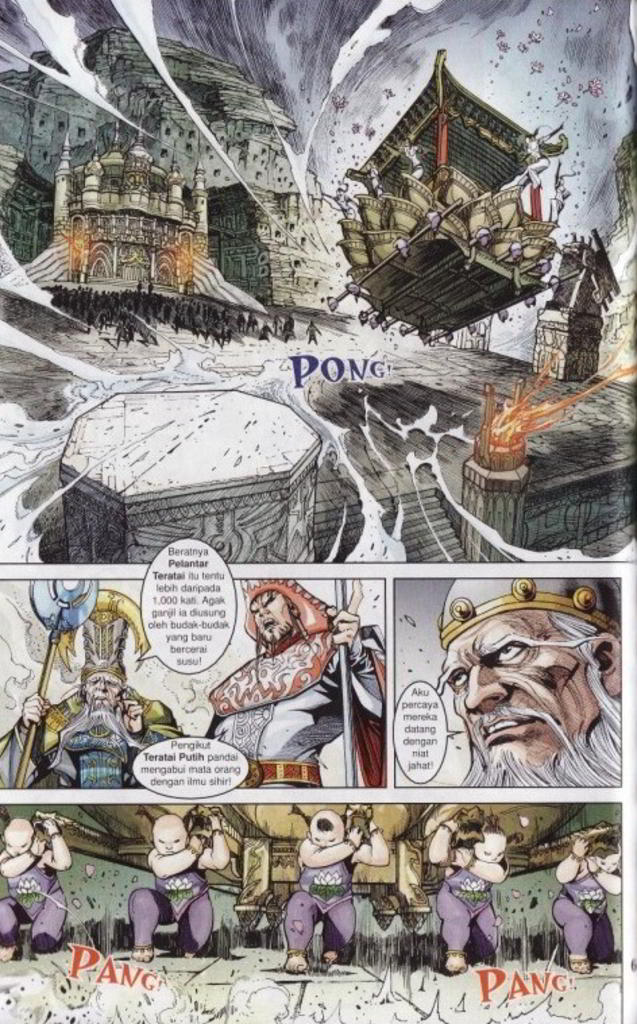 PONG!
Beratnya
Pelantar
Teratai itu tentu
lebih daripada
1,000 kati. Agak
ganjil ia diusung
oleh budak-budak
yang baru
bercerai
susu!
Pengikut
Teratai Putih pandai
mengabui mata orang
dengan ilmu sihir!
Aku
percaya
mereka
datang
dengan
niat
jahat!
PANG!
PANG!